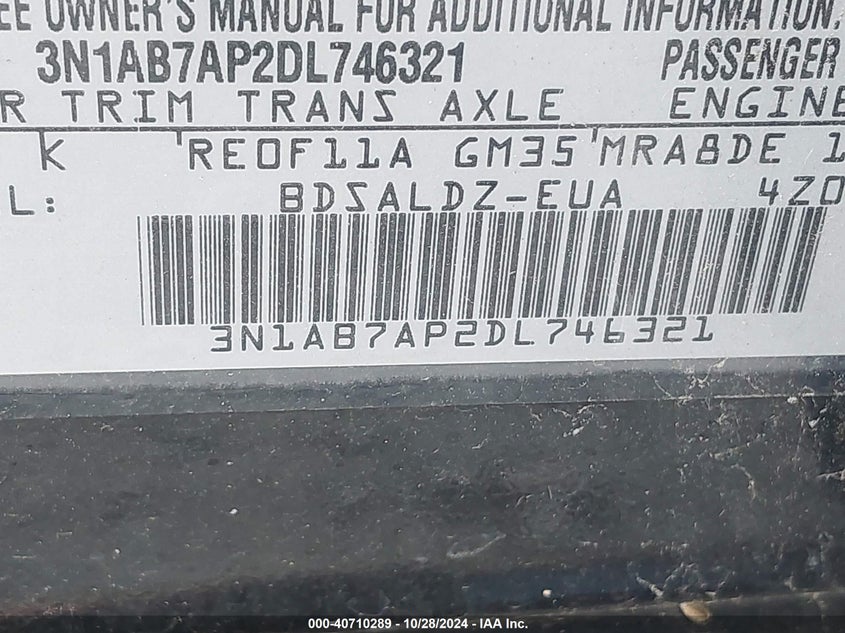 EE OWNER'S MANUAL FOR ADDITIONAL INFORMATION.
3N1AB7AP2DL746321 PASSENGER
R TRIM TRANS AXLE ENGINE
K RE0F11A GM35 MRA8DE 1
L: BDSALDZ-EUA 4Z0
3N1AB7AP2DL746321
000-40710289 - 10/28/2024 - IAA Inc.